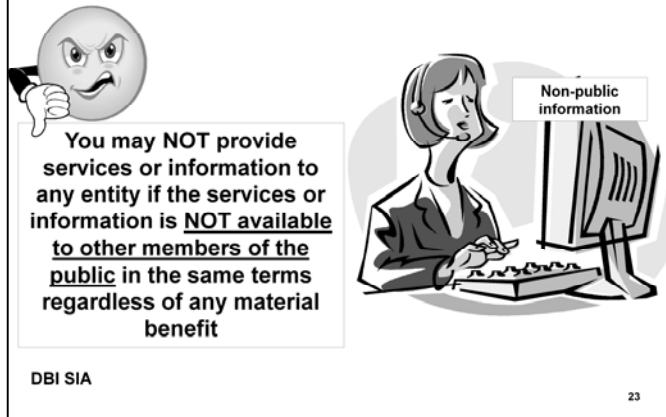 Non-public
information
You may NOT provide
services or information to
any entity if the services or
information is NOT available
to other members of the
public in the same terms
regardless of any material
benefit
DBI SIA
23